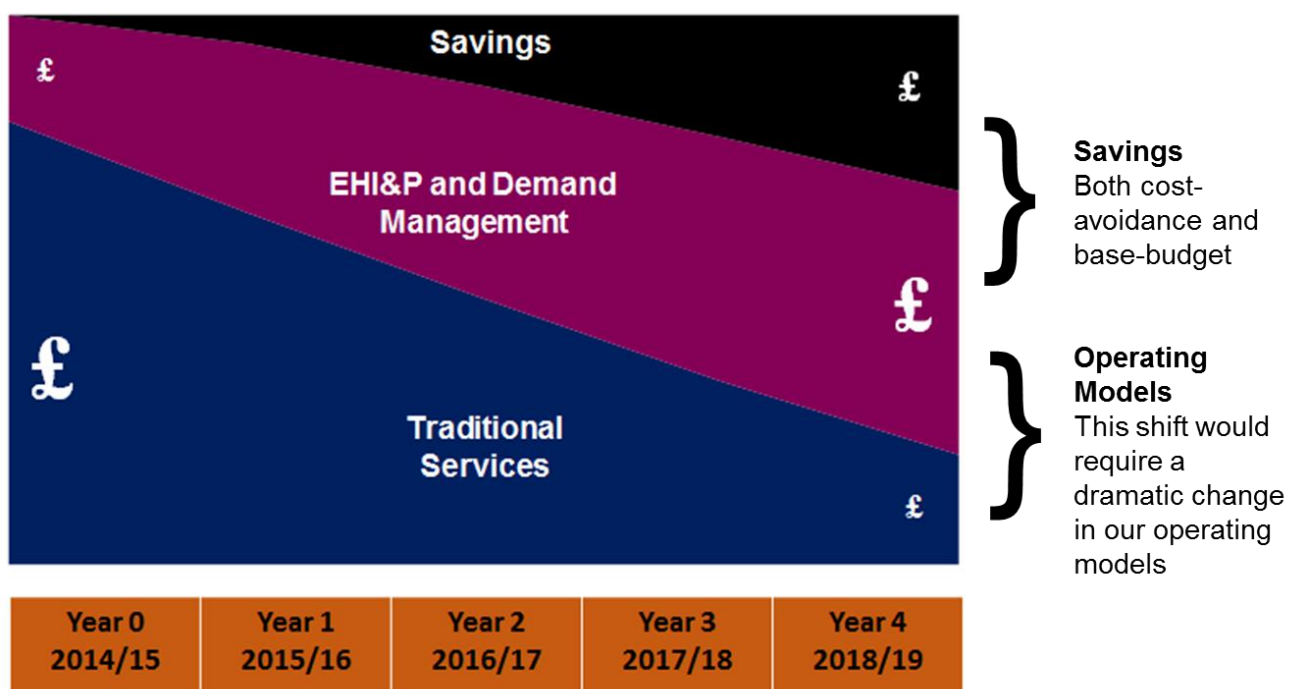 Savings
£
£
EHI&P and Demand
Management
£
£
Traditional
Services
£
Savings
Both cost-
avoidance and
base-budget
Operating
Models
This shift would
require a
dramatic change
in our operating
models
Year 0
2014/15
Year 1
2015/16
Year 2
2016/17
Year 3
2017/18
Year 4
2018/19